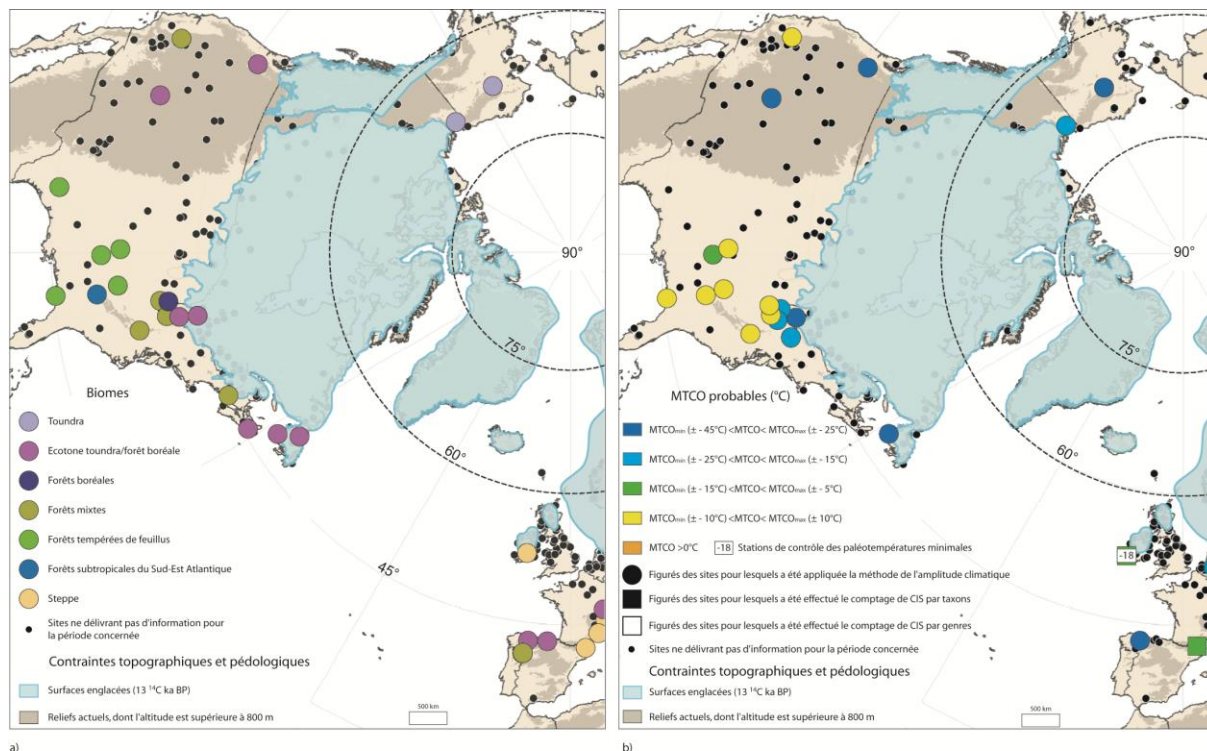 90°
75°
60°
45°
Biomes
Toundra
Ecotone toundra/forêt boréale
Forêts boréales
Forêts mixtes
Forêts tempérées de feuillus
Forêts subtropicales du Sud-Est Atlantique
Steppe
Sites ne délivrant pas d'information pour
la période concernée
Contraintes topographiques et pédologiques
Surfaces englacées (13 ¹⁴C ka BP)
Reliefs actuels, dont l'altitude est supérieure à 800 m
500 km
a)
90°
75°
60°
45°
-18
MTCO probables (°C)
MTCOmin (± - 45°C) <MTCO< MTCOmax (± - 25°C)
MTCOmin (± - 25°C) <MTCO< MTCOmax (± - 15°C)
MTCOmin (± - 15°C) <MTCO< MTCOmax (± - 5°C)
MTCOmin (± - 10°C) <MTCO< MTCOmax (± 10°C)
MTCO >0°C -18 Stations de contrôle des paléotempératures minimales
Figurés des sites pour lesquels a été appliquée la méthode de l'amplitude climatique
Figurés des sites pour lesquels a été effectué le comptage de CIS par taxons
Figurés des sites pour lesquels a été effectué le comptage de CIS par genres
Sites ne délivrant pas d'information pour la période concernée
Contraintes topographiques et pédologiques
Surfaces englacées (13 ¹⁴C ka BP)
Reliefs actuels, dont l'altitude est supérieure à 800 m
500 km
b)